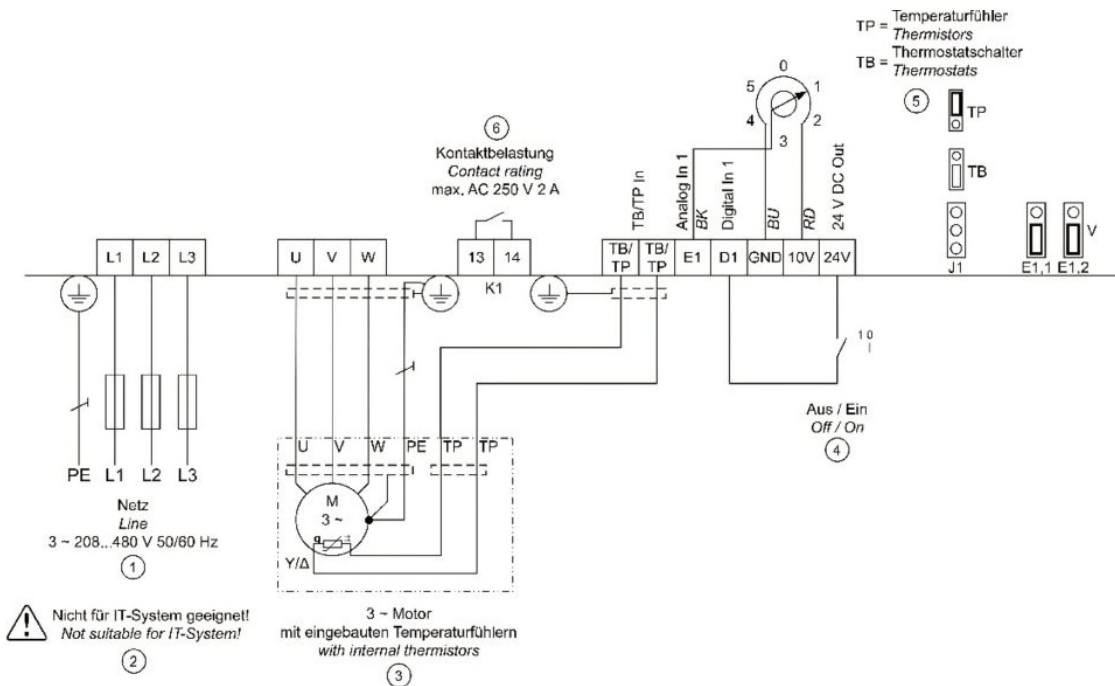 TP = Temperaturfühler
Thermistors
TB = Thermostatschalter
Thermostats
5
TP
TB
J1
E1,1
E1,2
V
0
5 1
4 2
3
6
Kontaktbelastung
Contact rating
max. AC 250 V 2 A
TB/TP In
Analog In 1
BK
Digital In 1
BU
RD
24 V DC Out
L1 L2 L3
U V W
13 14
K1
TB/TP TB/TP E1 D1 GND 10V 24V
1 0
I
Aus / Ein
Off / On
4
PE L1 L2 L3
Netz
Line
3 ~ 208...480 V 50/60 Hz
1
U V W PE TP TP
M
3 ~
Y/Δ
3 ~ Motor
mit eingebauten Temperaturfühlern
with internal thermistors
3
Nicht für IT-System geeignet!
Not suitable for IT-System!
2